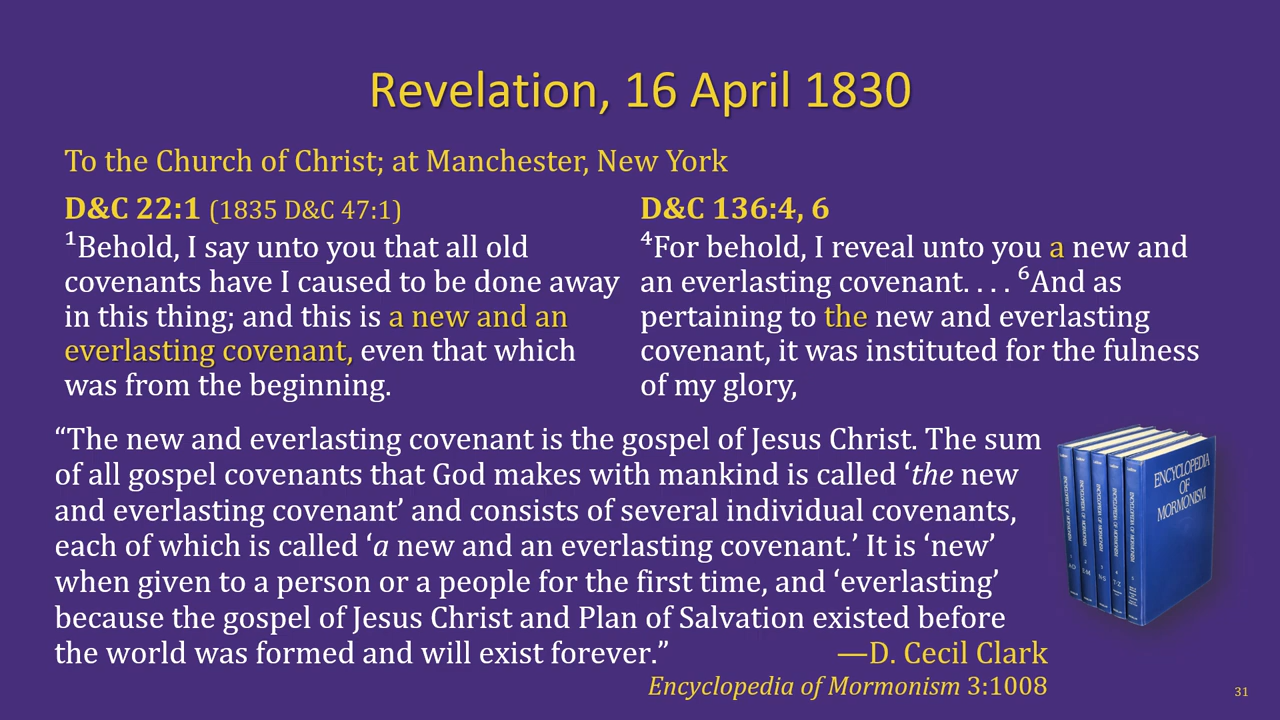 Revelation, 16 April 1830
To the Church of Christ; at Manchester, New York
D&C 22:1 (1835 D&C 47:1)
¹Behold, I say unto you that all old
covenants have I caused to be done away
in this thing; and this is a new and an
everlasting covenant, even that which
was from the beginning.
D&C 136:4, 6
⁴For behold, I reveal unto you a new and
an everlasting covenant. . . . ⁶And as
pertaining to the new and everlasting
covenant, it was instituted for the fulness
of my glory,
“The new and everlasting covenant is the gospel of Jesus Christ. The sum
of all gospel covenants that God makes with mankind is called ‘the new
and everlasting covenant’ and consists of several individual covenants,
each of which is called ‘a new and an everlasting covenant.’ It is ‘new’
when given to a person or a people for the first time, and ‘everlasting’
because the gospel of Jesus Christ and Plan of Salvation existed before
the world was formed and will exist forever.” —D. Cecil Clark
Encyclopedia of Mormonism 3:1008
ENCYCLOPEDIA
OF
MORMONISM
31